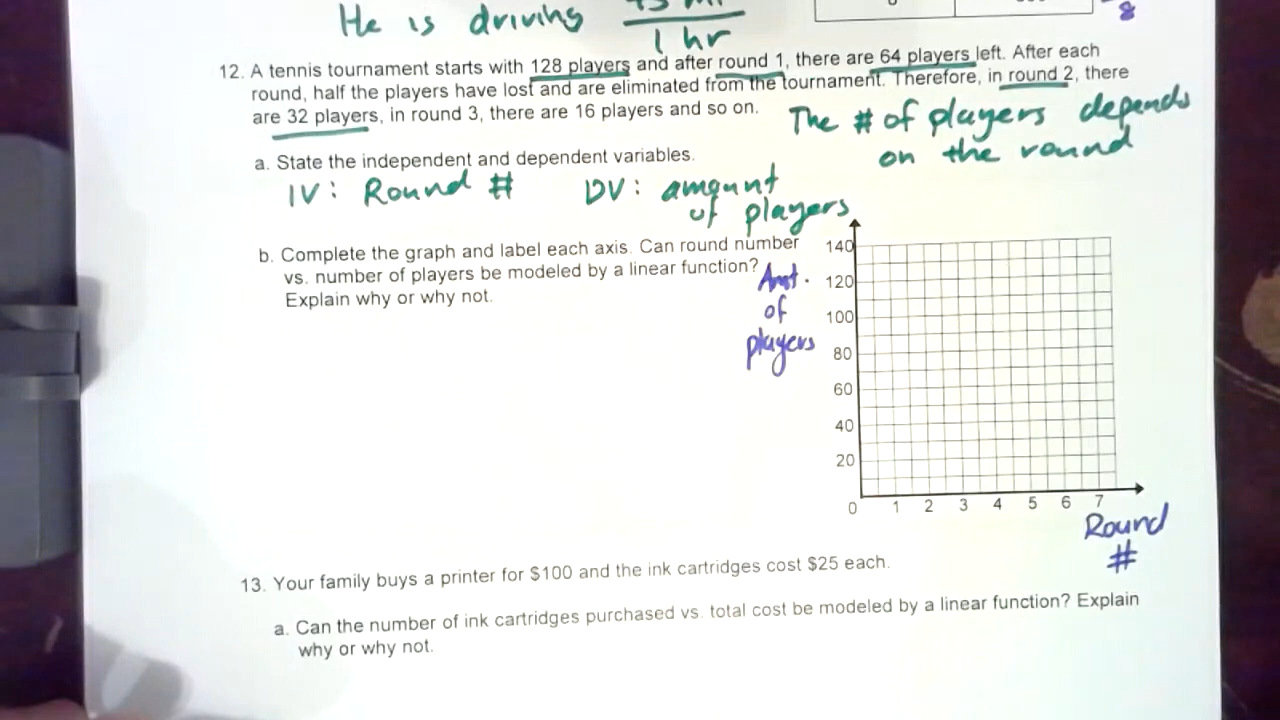 He is driving
1 hr
8
12. A tennis tournament starts with 128 players and after round 1, there are 64 players left. After each
round, half the players have lost and are eliminated from the tournament. Therefore, in round 2, there
are 32 players, in round 3, there are 16 players and so on.
The # of players depends
on the round
a. State the independent and dependent variables.
IV: Round # DV: amount
of players
b. Complete the graph and label each axis. Can round number
vs. number of players be modeled by a linear function?
Explain why or why not.
Amt.
of
players
140
120
100
80
60
40
20
0 1 2 3 4 5 6 7
Round
#
13. Your family buys a printer for $100 and the ink cartridges cost $25 each.
a. Can the number of ink cartridges purchased vs. total cost be modeled by a linear function? Explain
why or why not.